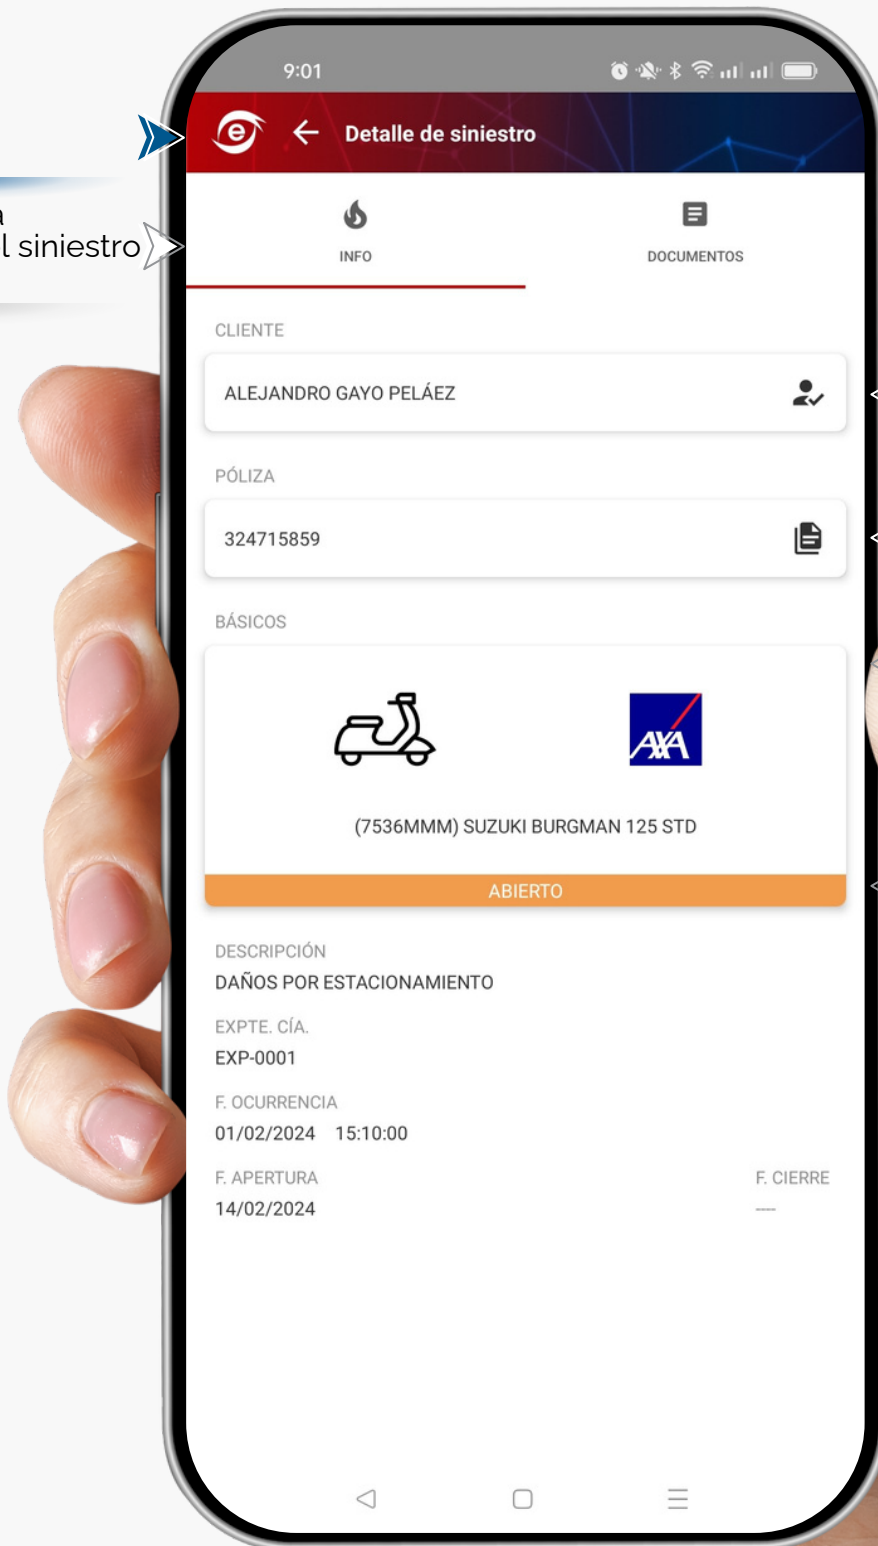 9:01
e
Detalle de siniestro
a
l siniestro
INFO
DOCUMENTOS
CLIENTE
ALEJANDRO GAYO PELÁEZ
PÓLIZA
324715859
BÁSICOS
AXA
(7536MMM) SUZUKI BURGMAN 125 STD
ABIERTO
DESCRIPCIÓN
DAÑOS POR ESTACIONAMIENTO
EXPTE. CÍA.
EXP-0001
F. OCURRENCIA
01/02/2024 15:10:00
F. APERTURA F. CIERRE
14/02/2024 ----